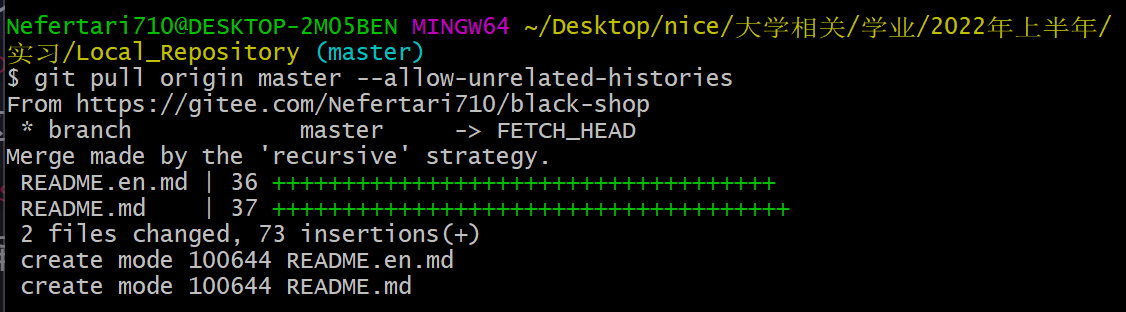 Nefertari710@DESKTOP-2M05BEN MINGW64 ~/Desktop/nice/大学相关/学业/2022年上半年/
实习/Local_Repository (master)
$ git pull origin master --allow-unrelated-histories
From https://gitee.com/Nefertari710/black-shop
 * branch            master     -> FETCH_HEAD
Merge made by the 'recursive' strategy.
 README.en.md | 36 ++++++++++++++++++++++++++++++++++++
 README.md    | 37 +++++++++++++++++++++++++++++++++++++
 2 files changed, 73 insertions(+)
 create mode 100644 README.en.md
 create mode 100644 README.md